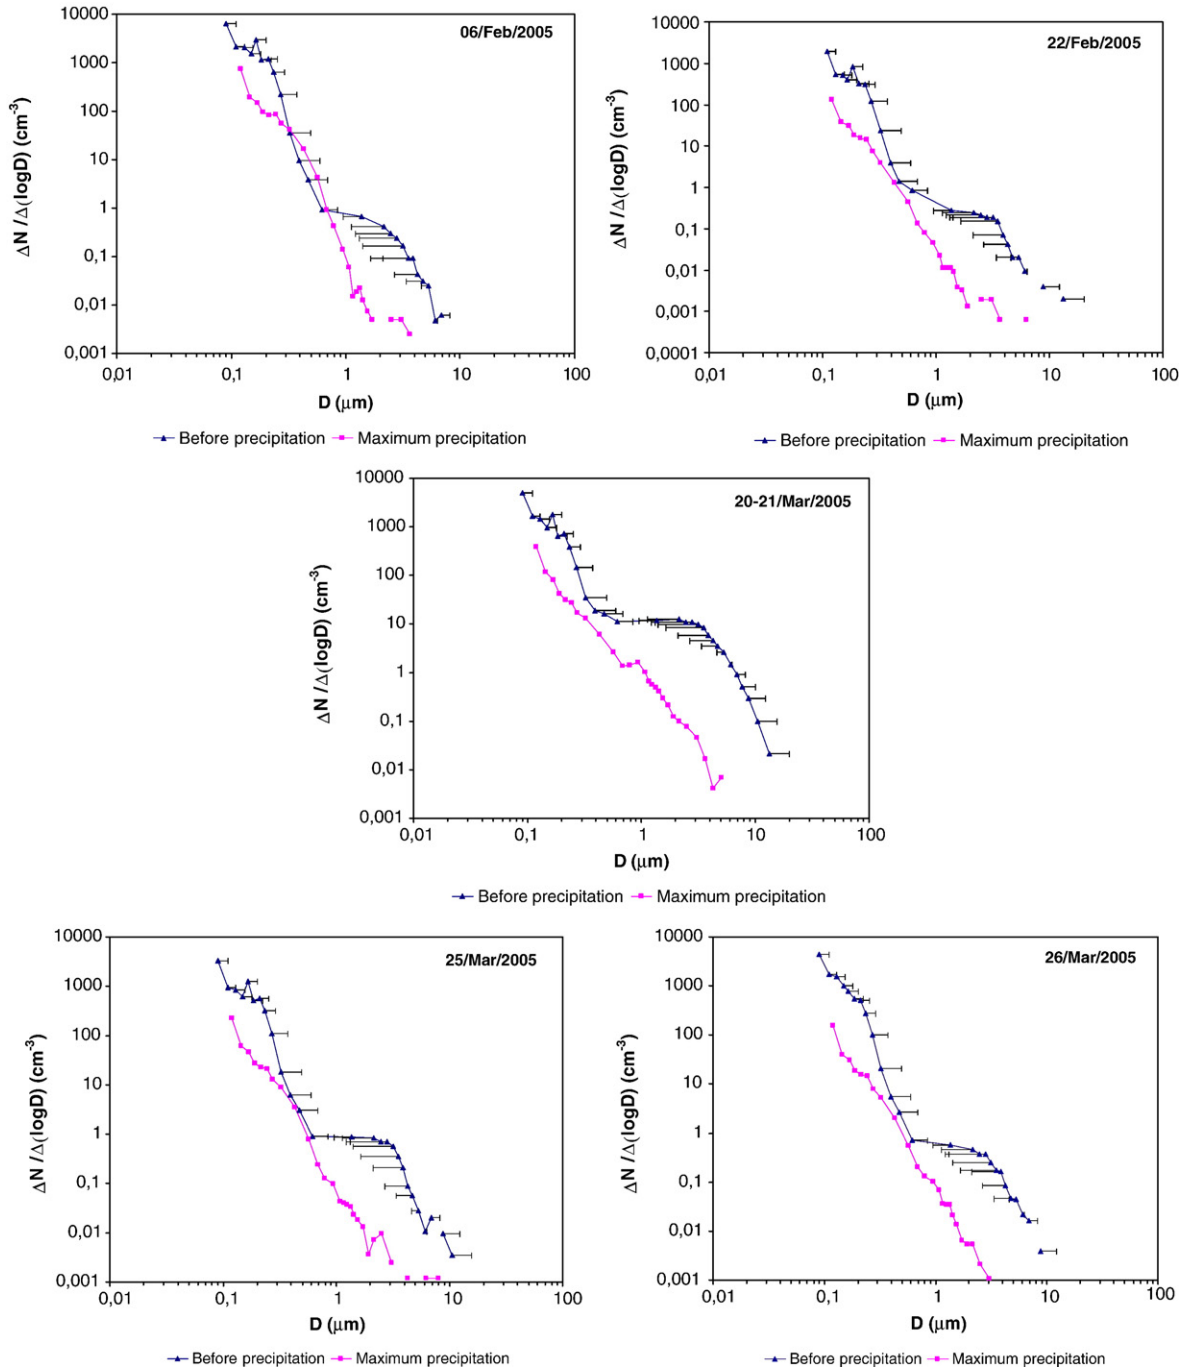 06/Feb/2005
10000
1000
100
10
1
0,1
0,01
0,001
ΔN /Δ(logD) (cm⁻³)
0,01 0,1 1 10 100
D (μm)
Before precipitation Maximum precipitation
22/Feb/2005
10000
1000
100
10
1
0,1
0,01
0,001
0,0001
ΔN /Δ(logD) (cm⁻³)
0,01 0,1 1 10 100
D (μm)
Before precipitation Maximum precipitation
20-21/Mar/2005
10000
1000
100
10
1
0,1
0,01
0,001
ΔN /Δ(logD) (cm⁻³)
0,01 0,1 1 10 100
D (μm)
Before precipitation Maximum precipitation
25/Mar/2005
10000
1000
100
10
1
0,1
0,01
0,001
ΔN /Δ(logD) (cm⁻³)
0,01 0,1 1 10 100
D (μm)
Before precipitation Maximum precipitation
26/Mar/2005
10000
1000
100
10
1
0,1
0,01
0,001
ΔN /Δ(logD) (cm⁻³)
0,01 0,1 1 10 100
D (μm)
Before precipitation Maximum precipitation